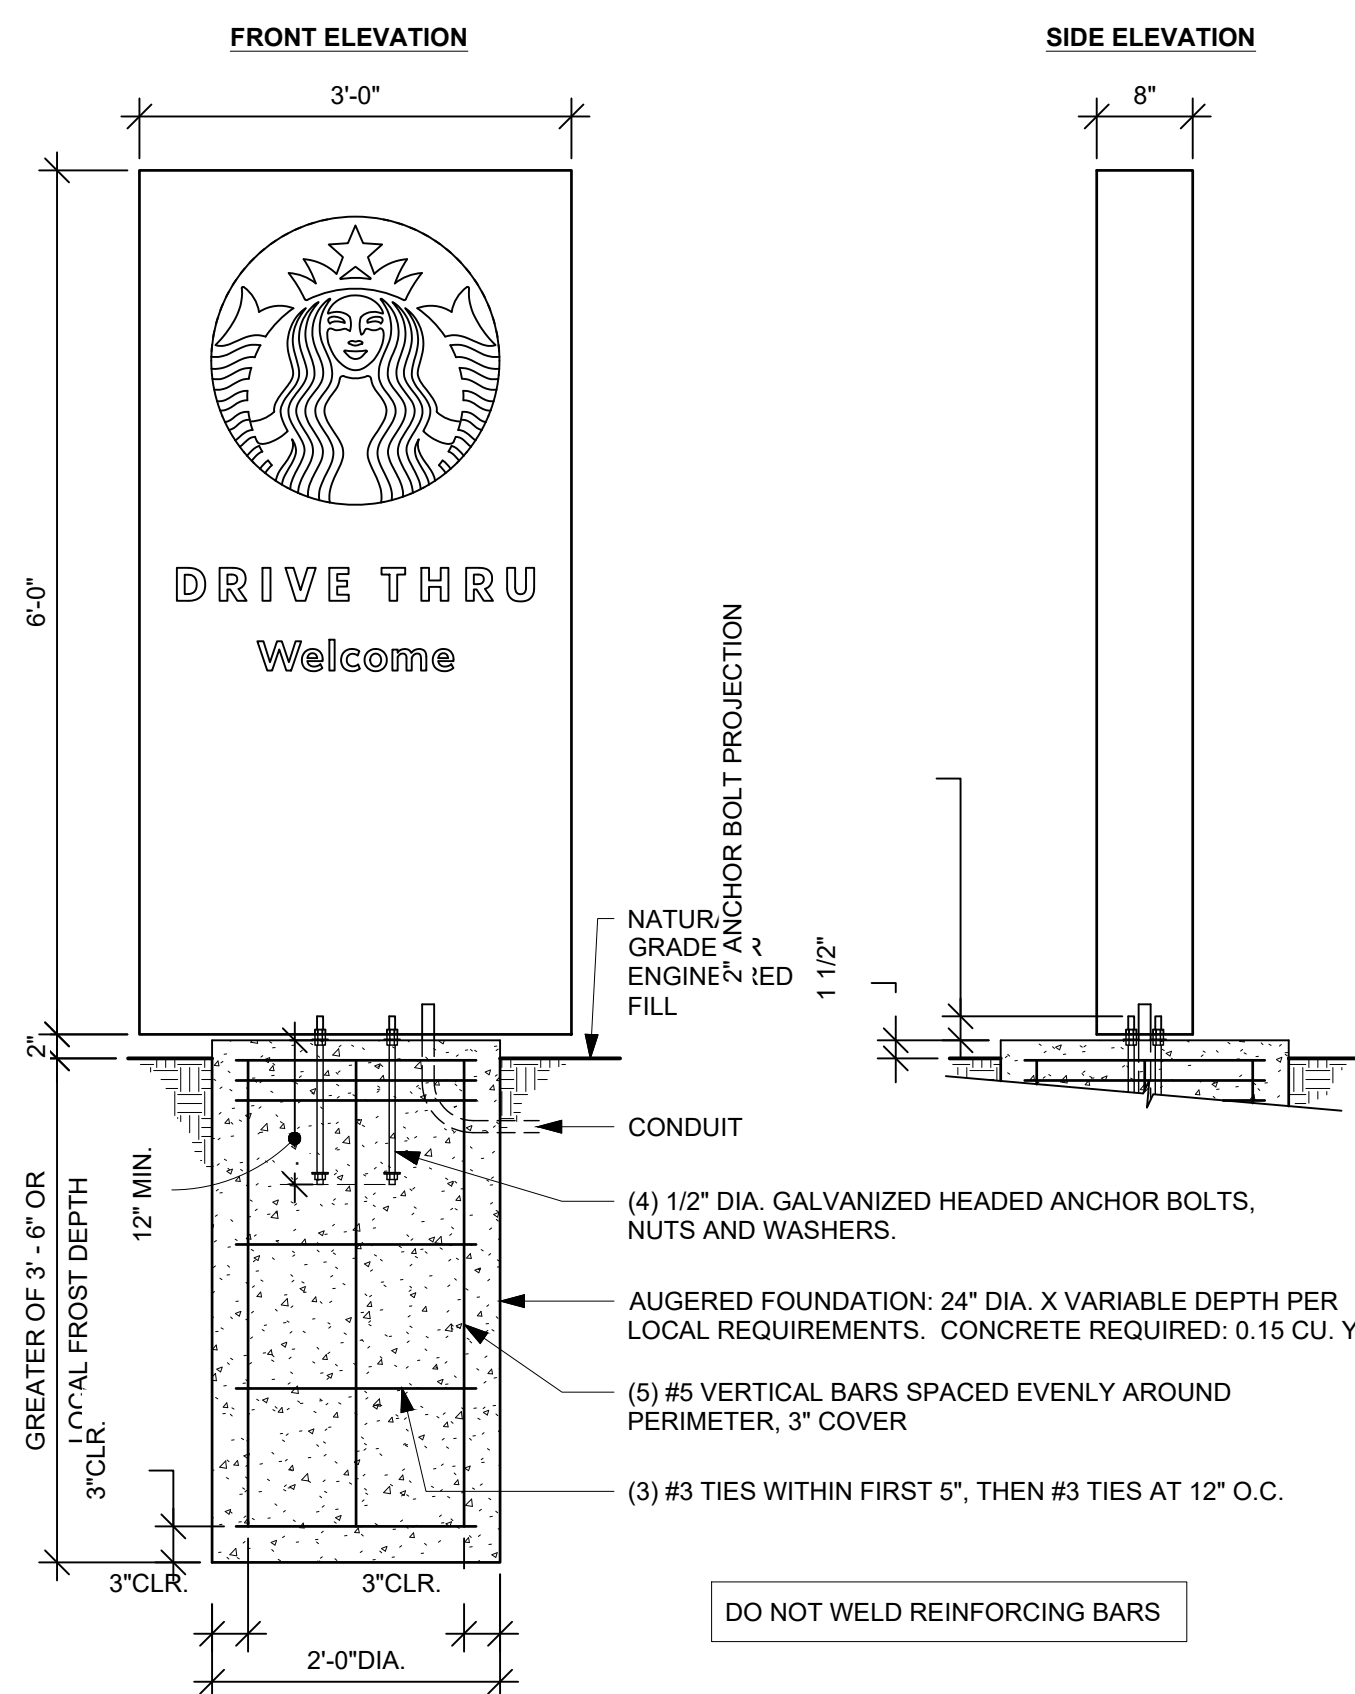 FRONT ELEVATION
SIDE ELEVATION
3'-0"
8"
6'-0"
DRIVE THRU
Welcome
2" ANCHOR BOLT PROJECTION
1 1/2"
GRADE
FILL
2"
CONDUIT
12" MIN.
GREATER OF 3' - 6" OR
LOCAL FROST DEPTH
(4) 1/2" DIA. GALVANIZED HEADED ANCHOR BOLTS,
NUTS AND WASHERS.
AUGERED FOUNDATION: 24" DIA. X VARIABLE DEPTH PER
LOCAL REQUIREMENTS. CONCRETE REQUIRED: 0.15 CU.
(5) #5 VERTICAL BARS SPACED EVENLY AROUND
PERIMETER, 3" COVER
3"CLR.
(3) #3 TIES WITHIN FIRST 5", THEN #3 TIES AT 12" O.C.
3"CLR.
3"CLR.
DO NOT WELD REINFORCING BARS
2'-0"DIA.